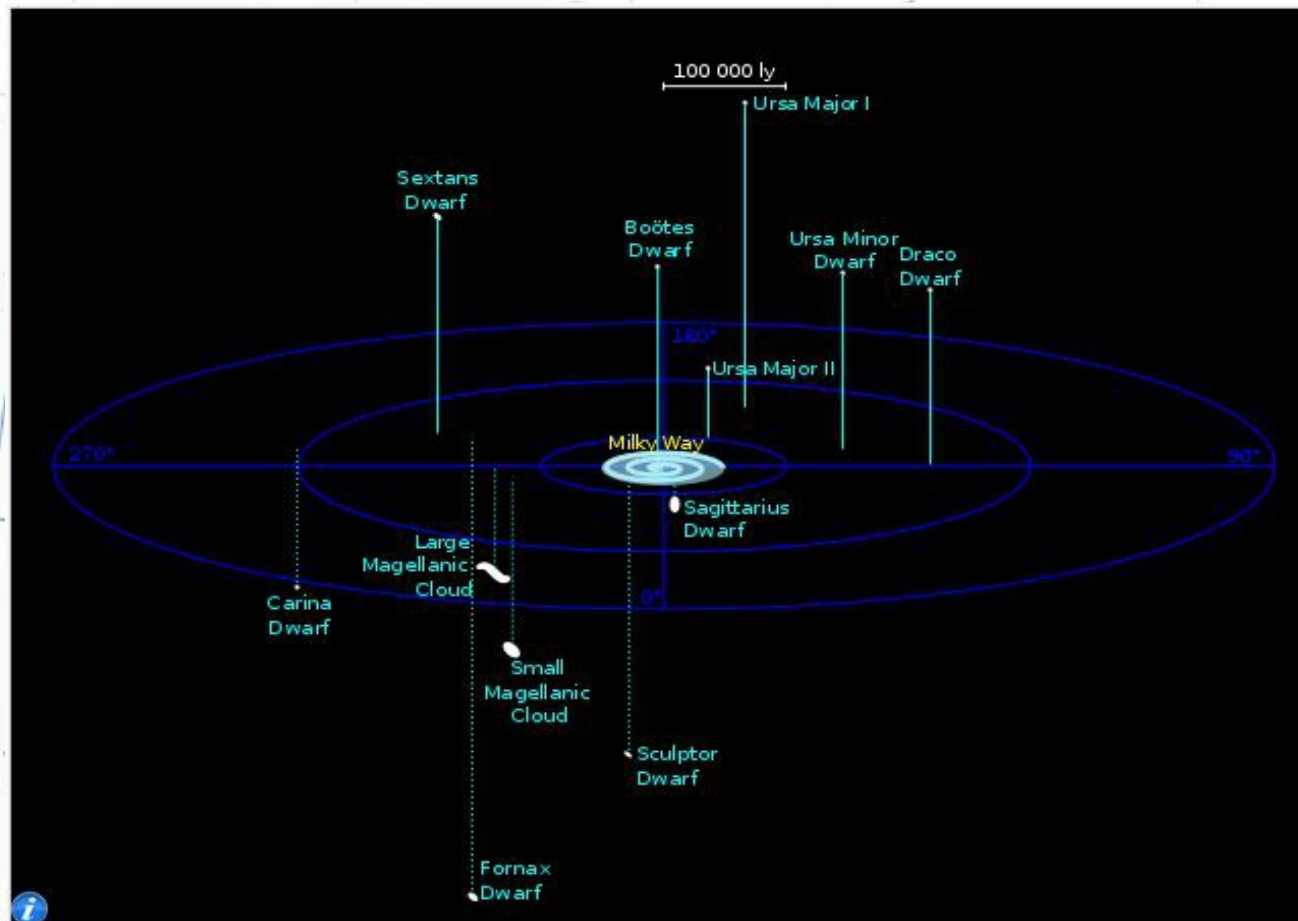 100 000 ly
Ursa Major I
Sextans
Dwarf
Boötes
Dwarf
Ursa Minor
Dwarf
Draco
Dwarf
180°
Ursa Major II
Milky Way
270°
90°
Sagittarius
Dwarf
Large
Magellanic
Cloud
0°
Carina
Dwarf
Small
Magellanic
Cloud
Sculptor
Dwarf
Fornax
Dwarf
i